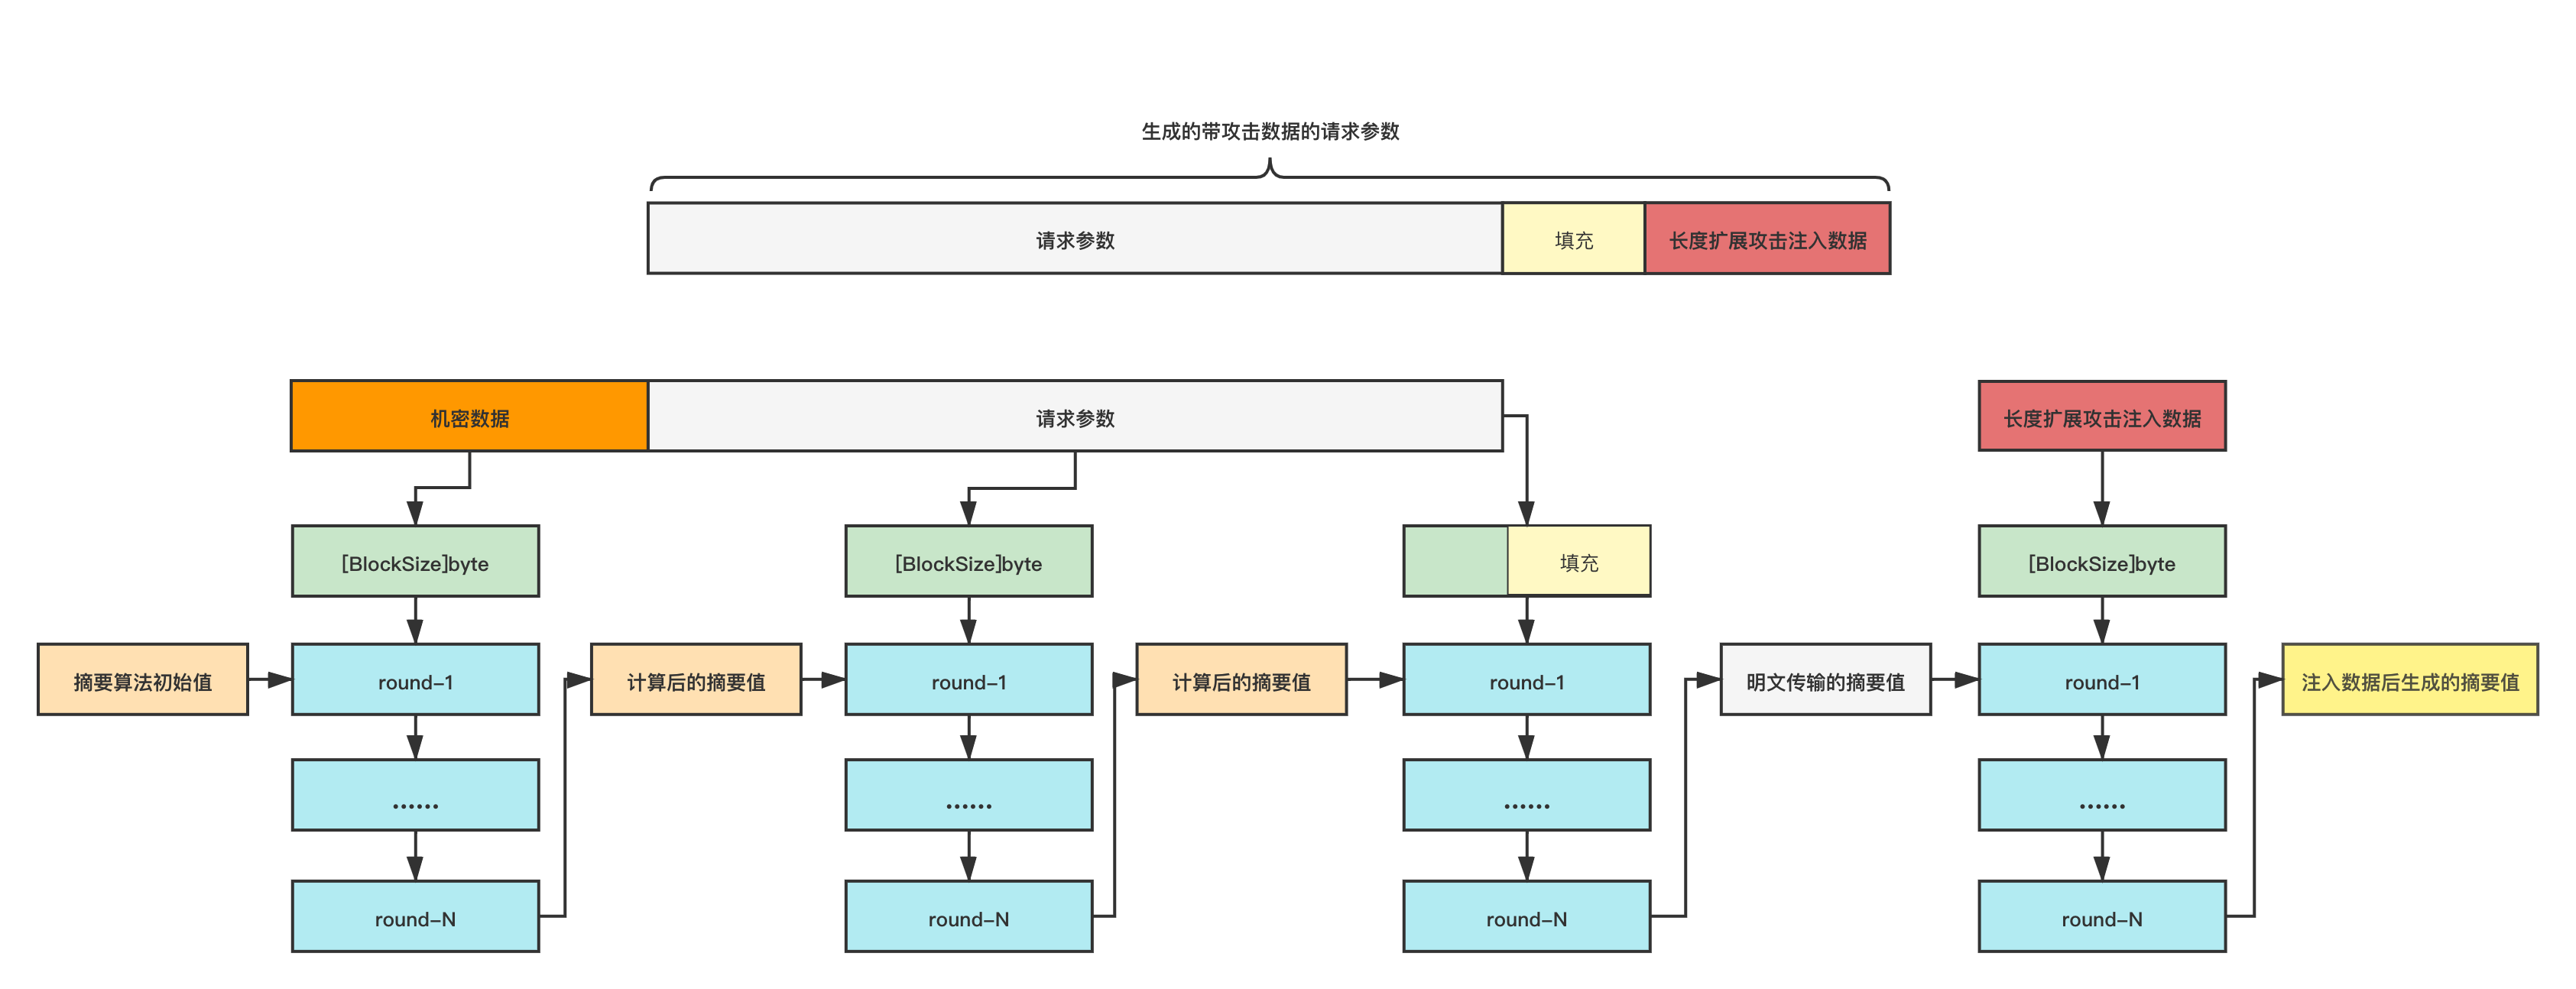 生成的带攻击数据的请求参数
请求参数
填充
长度扩展攻击注入数据
机密数据
请求参数
长度扩展攻击注入数据
[BlockSize]byte
[BlockSize]byte
填充
[BlockSize]byte
摘要算法初始值
round-1
计算后的摘要值
round-1
计算后的摘要值
round-1
明文传输的摘要值
round-1
注入数据后生成的摘要值
......
......
......
......
round-N
round-N
round-N
round-N